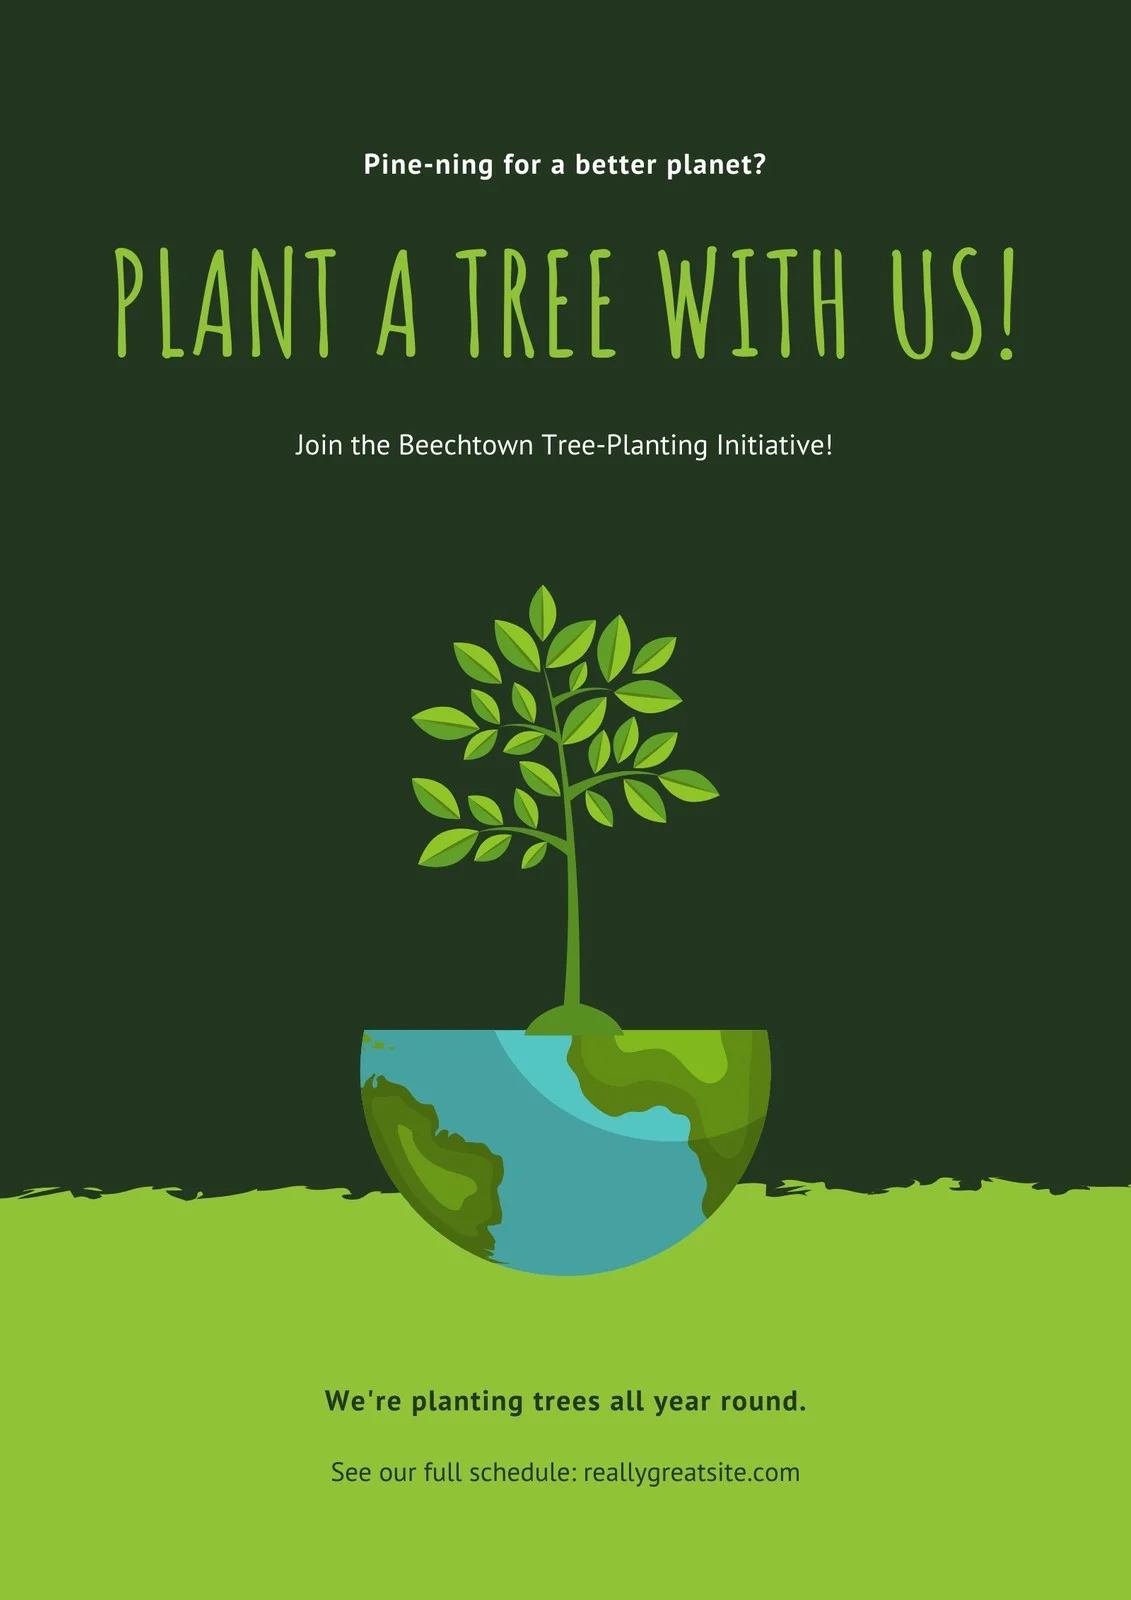 Pine-ning for a better planet?
PLANT A TREE WITH US!
Join the Beechtown Tree-Planting Initiative!
We're planting trees all year round.
See our full schedule: reallygreatsite.com